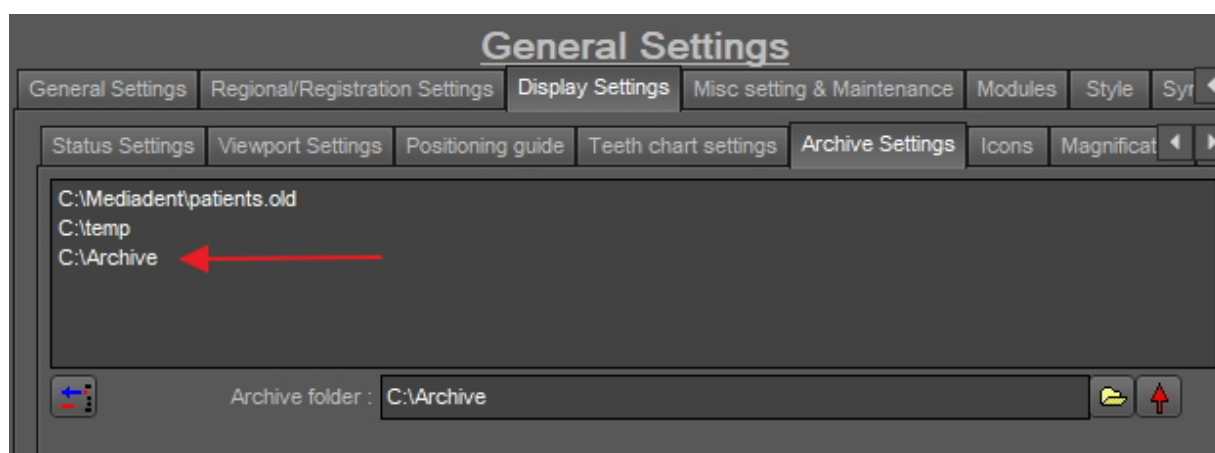 General Settings
General Settings Regional/Registration Settings Display Settings Misc setting & Maintenance Modules Style
Status Settings Viewport Settings Positioning guide Teeth chart settings Archive Settings Icons
C:\Mediadent\patients.old
C:\temp
C:\Archive
Archive folder : C:\Archive